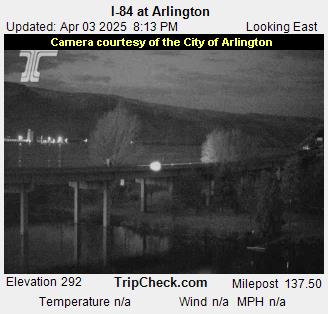 I-84 at Arlington
Updated: Apr 03 2025 8:13 PM Looking East
Camera courtesy of the City of Arlington
Elevation 292 TripCheck.com Milepost 137.50
Temperature n/a Wind n/a MPH n/a